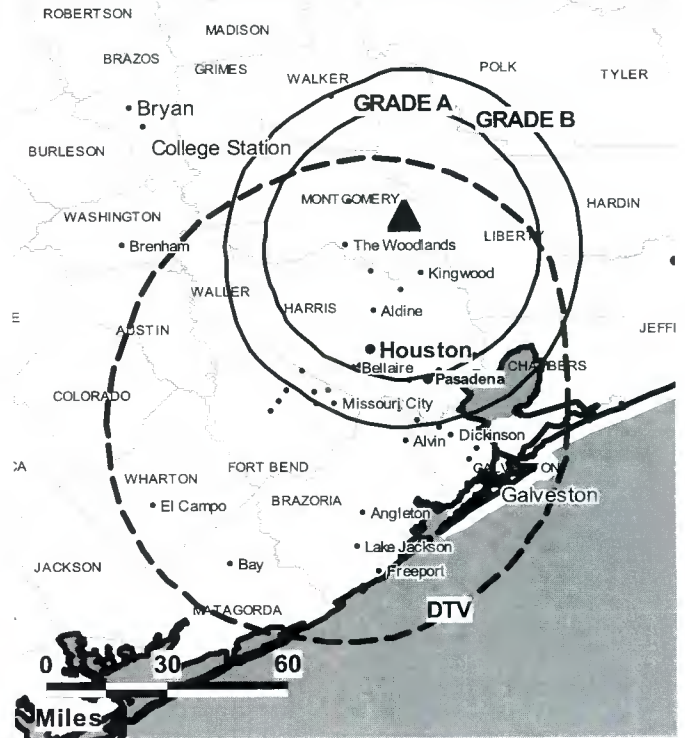 ROBERTSON
MADISON
BRAZOS
GRIMES
WALKER
POLK
TYLER
Bryan
GRADE A
GRADE B
College Station
BURLESON
MONTGOMERY
HARDIN
WASHINGTON
Brenham
The Woodlands
LIBERTY
Kingwood
WALLER
HARRIS
Aldine
AUSTIN
JEFFI
Houston
Bellaire
CHAMBERS
Pasadena
COLORADO
Missouri City
Alvin
Dickinson
CA
FORT BEND
GALVESTON
WHARTON
El Campo
BRAZORIA
Galveston
Angleton
Lake Jackson
JACKSON
Bay
Freeport
MATAGORDA
DTV
0 30 60
Miles